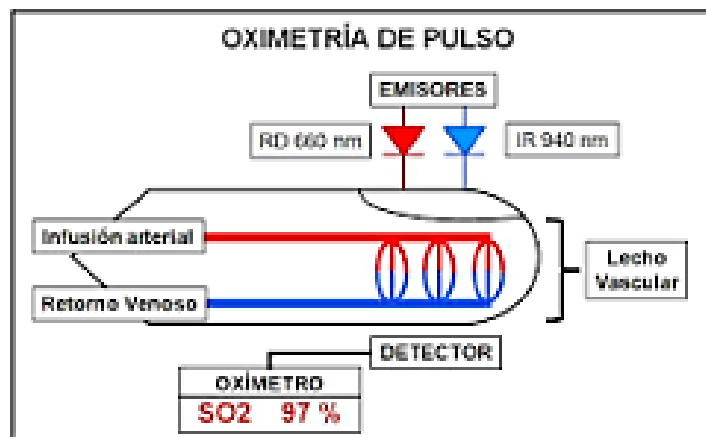 OXIMETRÍA DE PULSO
EMISORES
RD 660 nm
IR 940 nm
Infusión arterial
Lecho
Vascular
Retorno Venoso
DETECTOR
OXÍMETRO
SO2 97 %